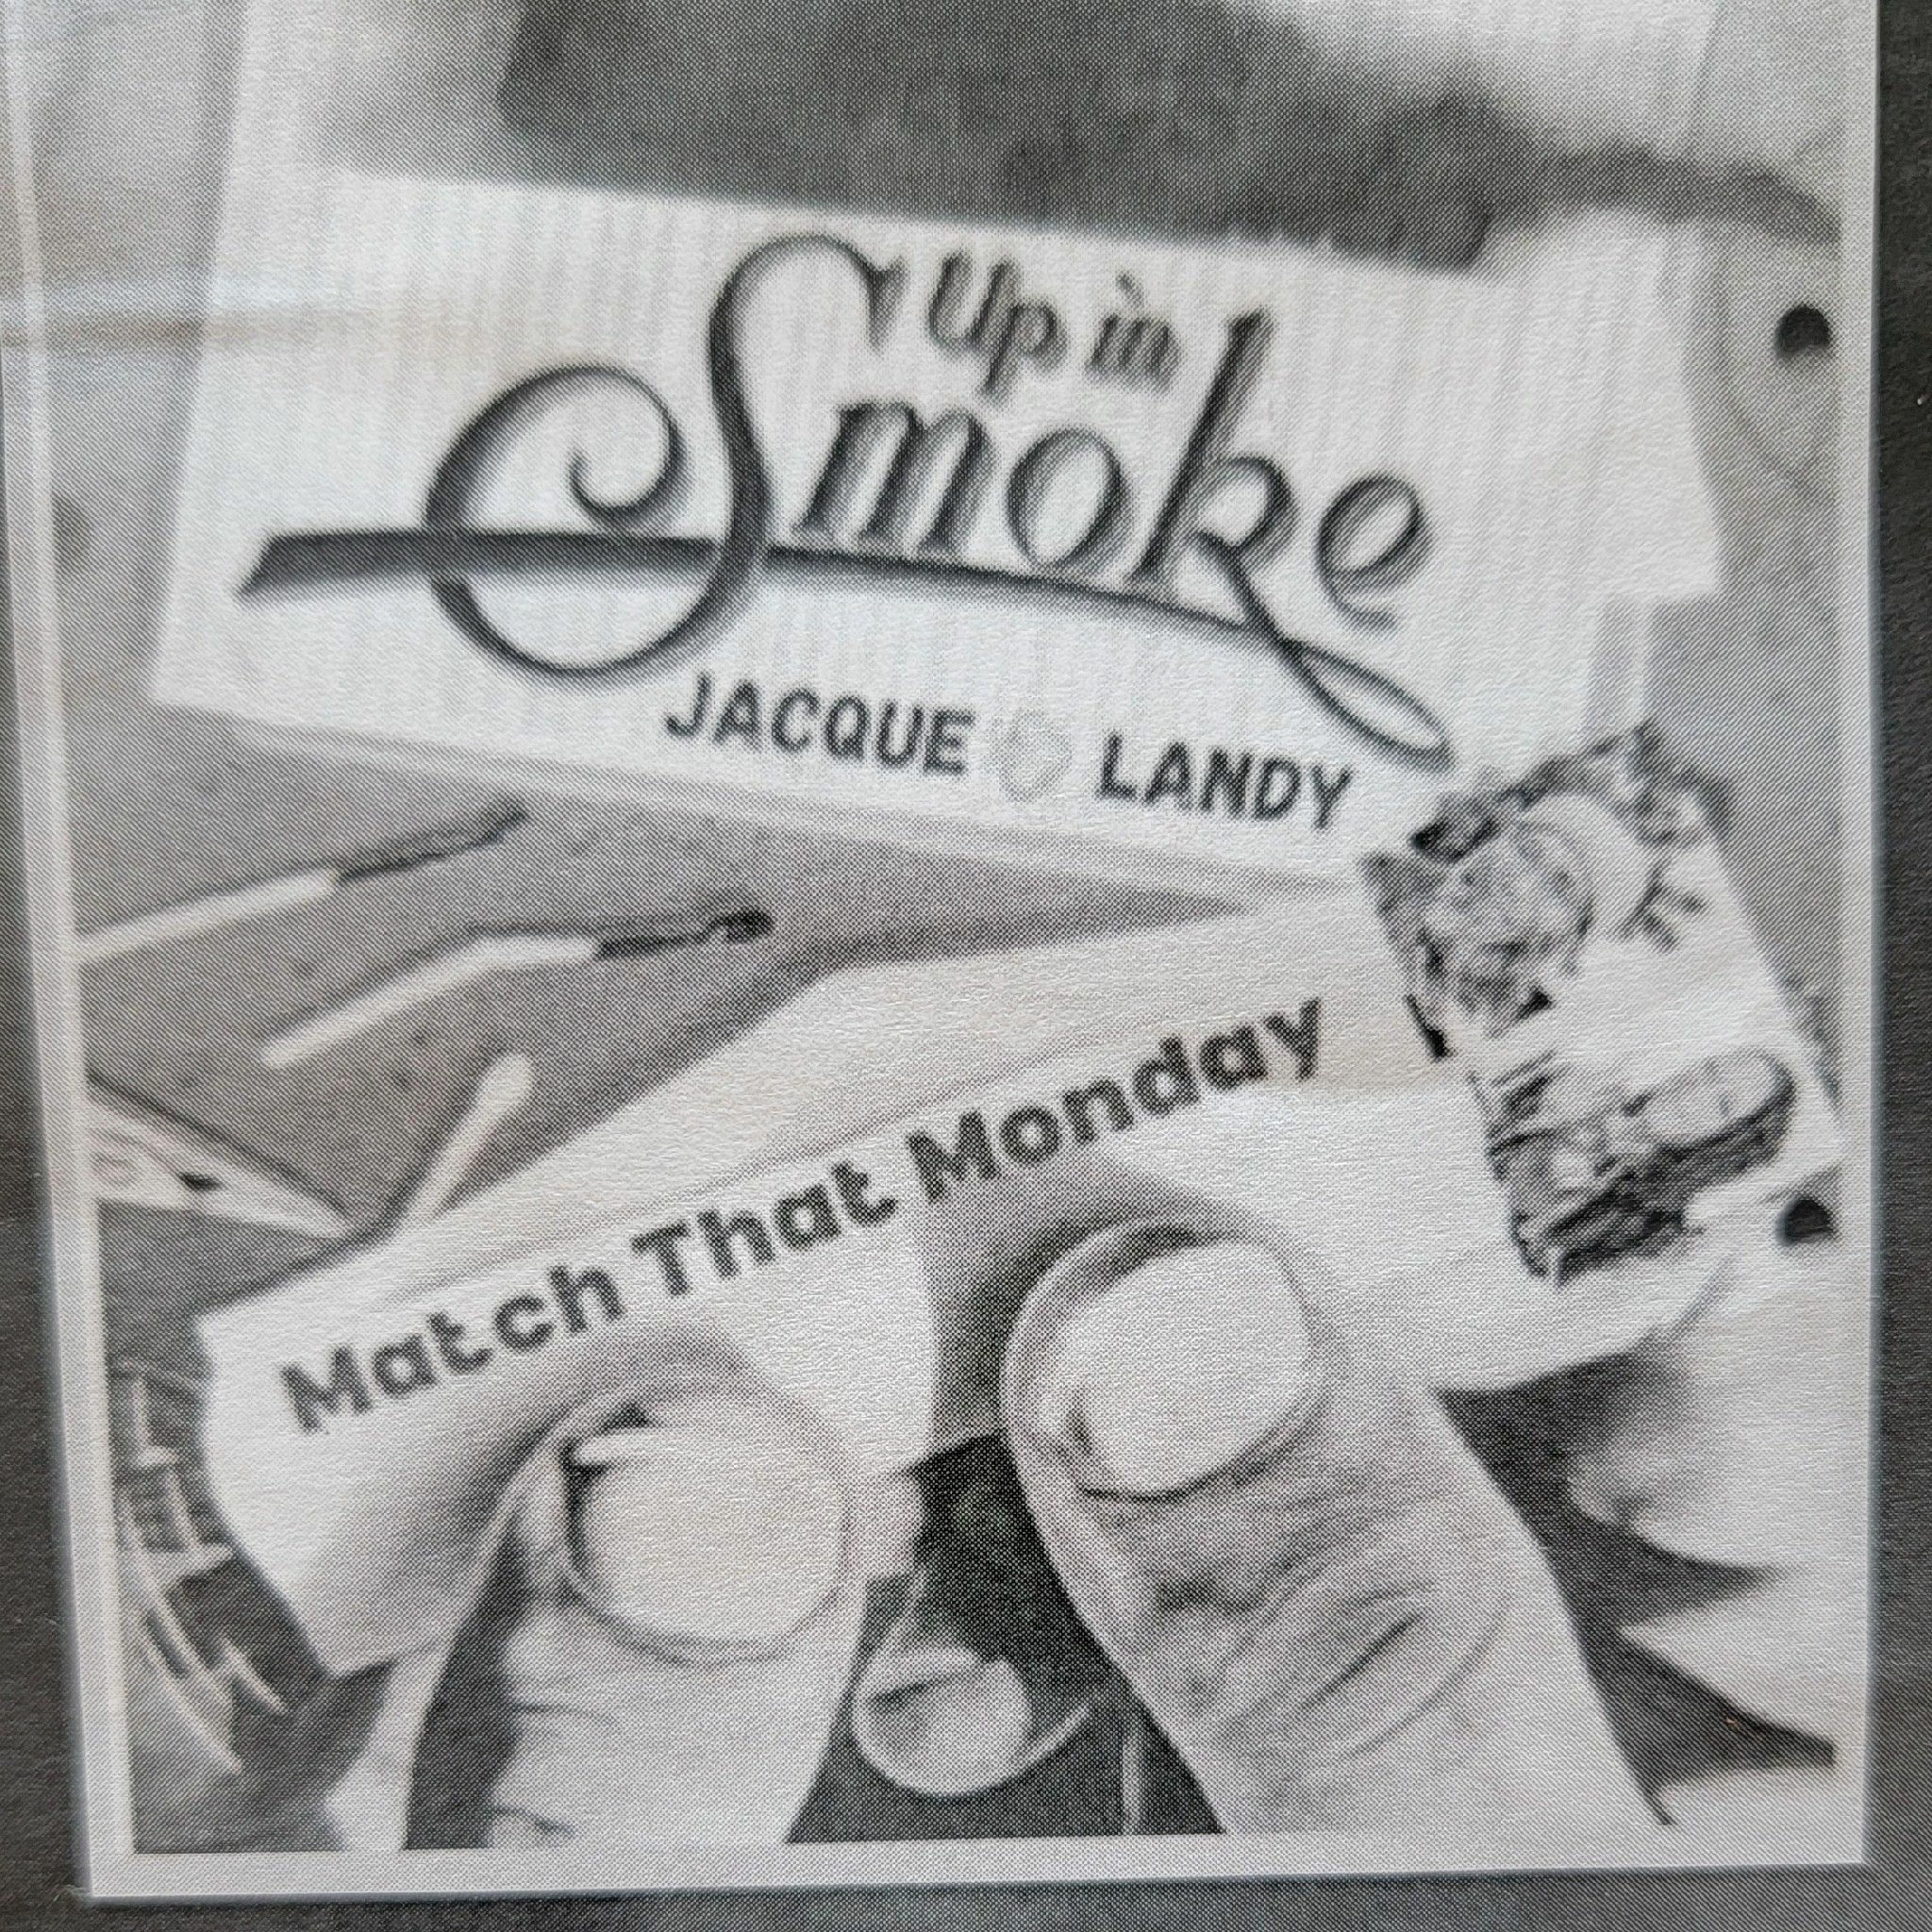 Up in
Smoke
JACQUE LANDY
Match That Monday